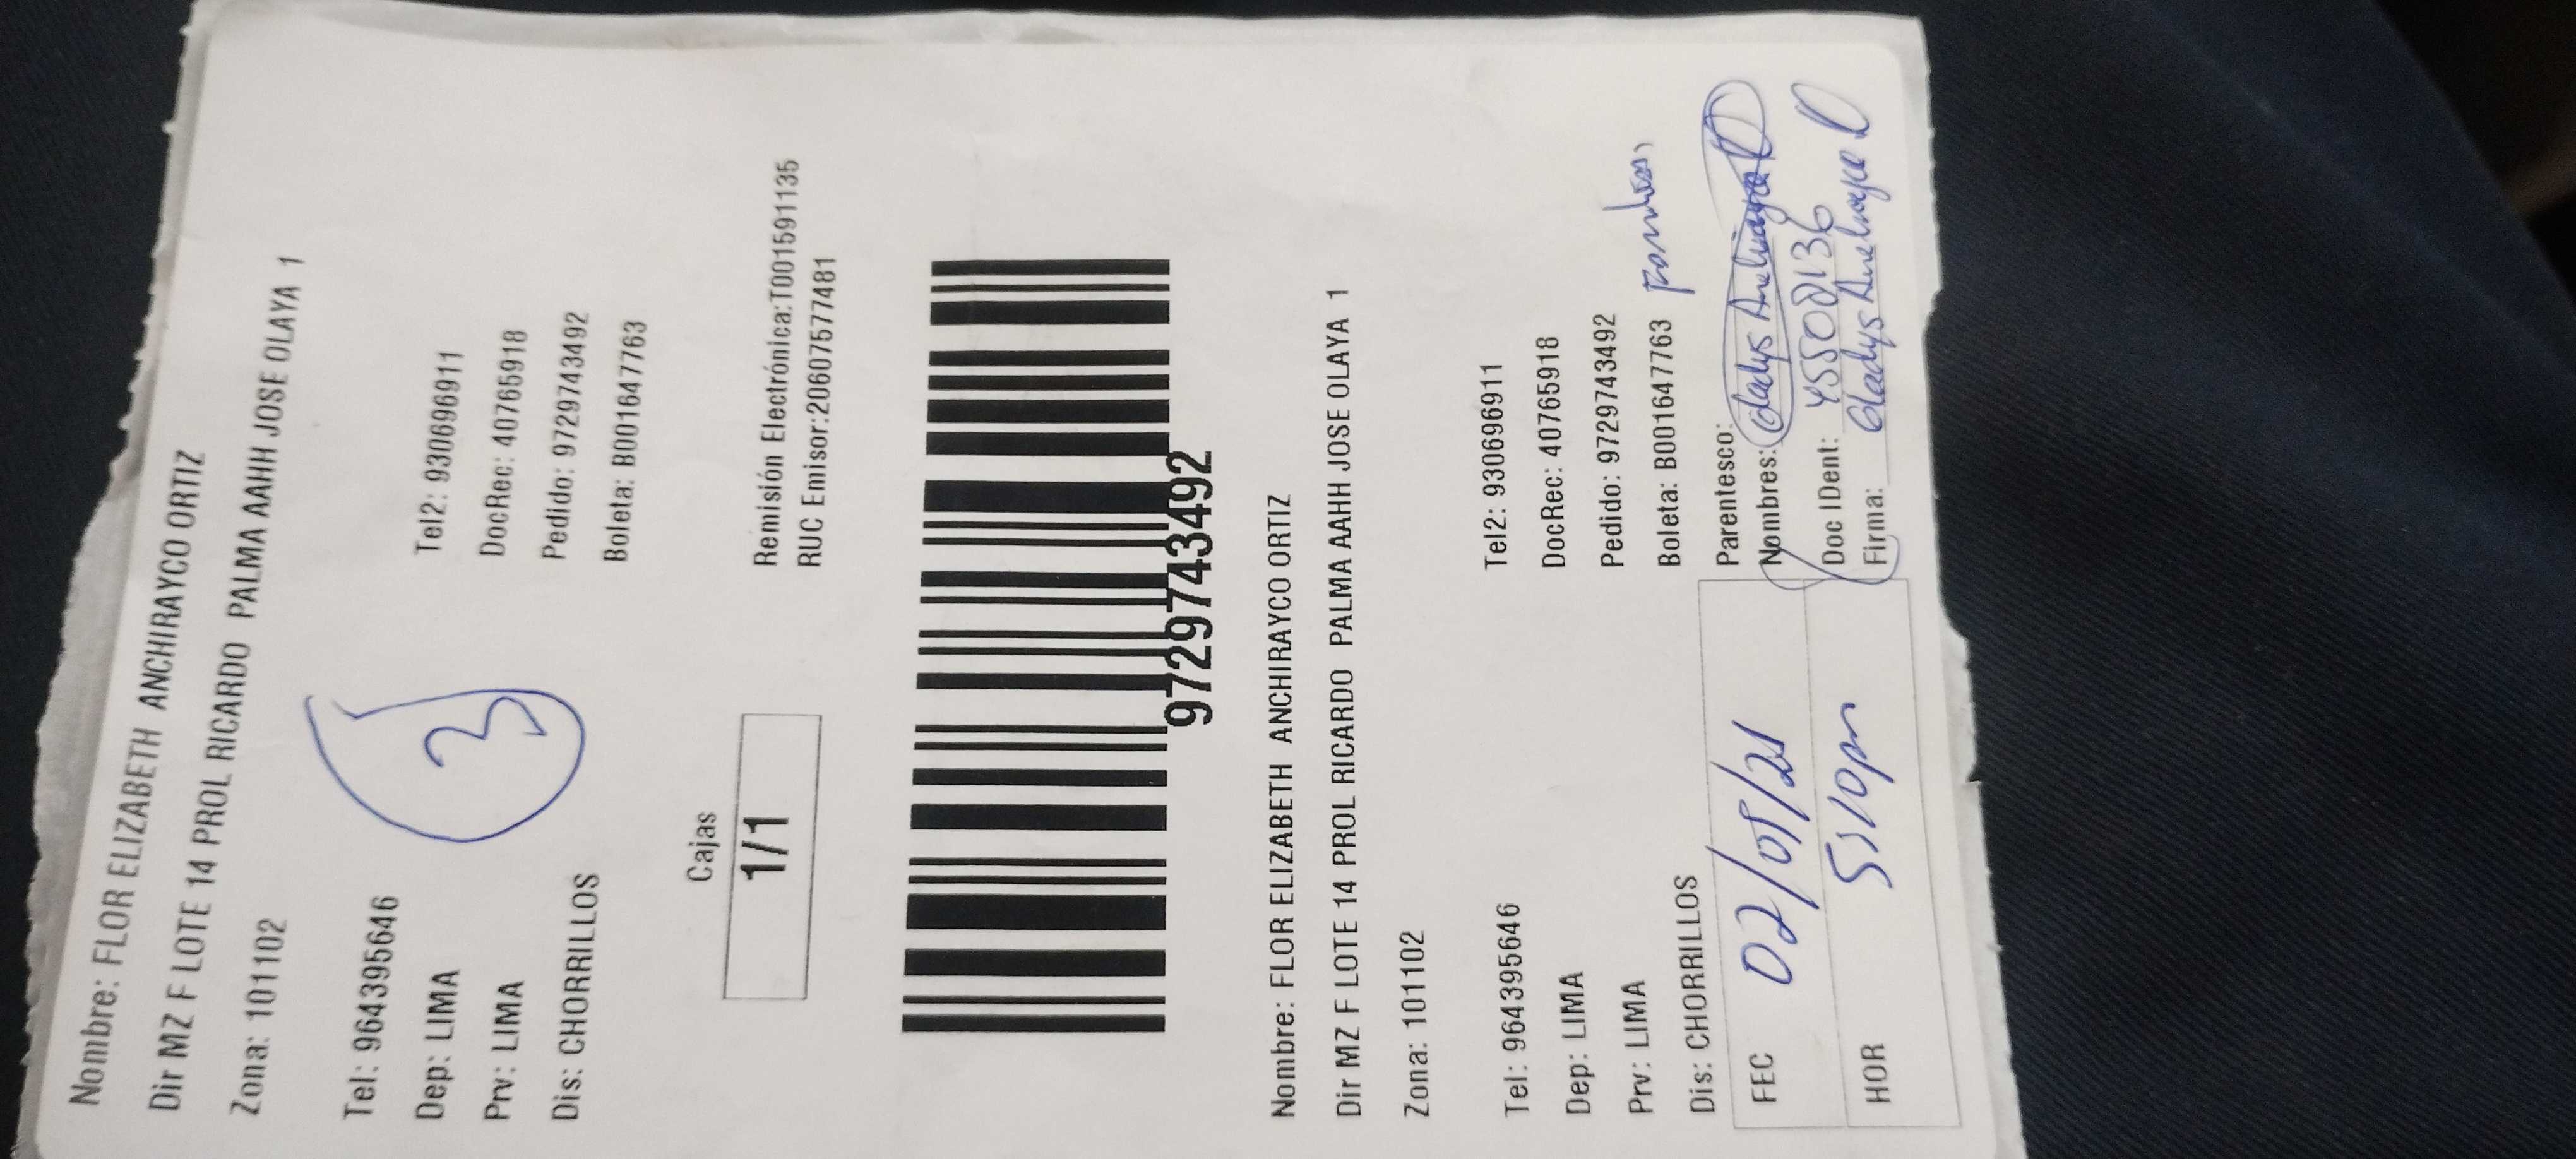 Nombre: FLOR ELIZABETH ANCHIRAYCO ORTIZ
Dir MZ F LOTE 14 PROL RICARDO PALMA AAHH JOSE OLAYA 1
Zona: 101102
3
Tel: 964395646 Tel2: 930696911
Dep: LIMA DocRec: 40765918
Prv: LIMA Pedido: 9729743492
Dis: CHORRILLOS Boleta: B001647763
Cajas
1/1
Remisión Electrónica:T001591135
RUC Emisor:20607577481
9729743492
Nombre: FLOR ELIZABETH ANCHIRAYCO ORTIZ
Dir MZ F LOTE 14 PROL RICARDO PALMA AAHH JOSE OLAYA 1
Zona: 101102
Tel: 964395646 Tel2: 930696911
Dep: LIMA DocRec: 40765918
Prv: LIMA Pedido: 9729743492
Dis: CHORRILLOS Boleta: B001647763
Parentesco:
FEC 02/05/21 Nombres: Gladys
Doc IDent: 45502136
HOR 5:10pm Firma: Gladys